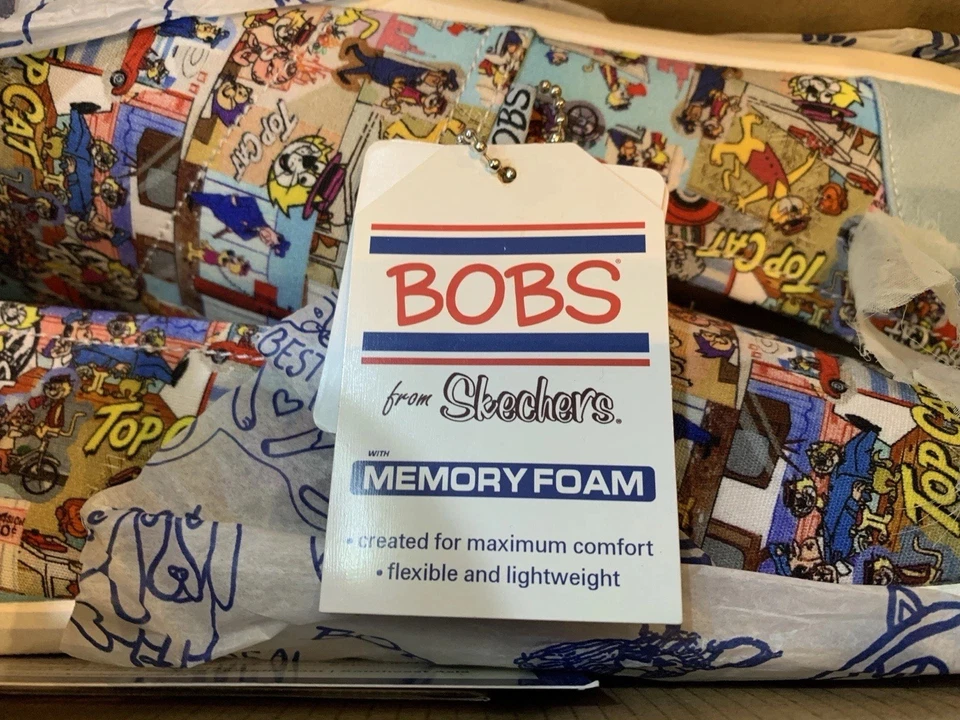 TOP CAT
TOP CAT
BOBS
TOP CAT
BOBS®
from Skechers®
WITH
MEMORY FOAM
• created for maximum comfort
• flexible and lightweight
BEST
TOP C
TOP CA